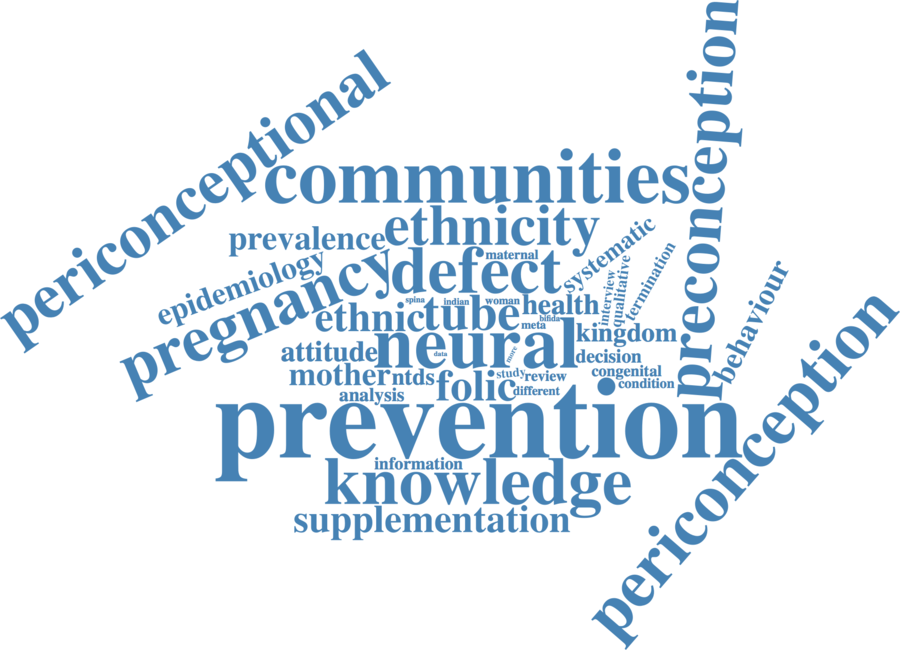 periconceptional
preconception
communities
ethnicity
prevalence
systematic
maternal
defect
epidemiology
pregnancy
termination
qualitative
interview
behaviour
spina
indian
woman
health
ethnic
tube
bifida
meta
kingdom
neural
attitude
data
more
decision
mother
ntds
folic
study
review
congenital
condition
analysis
different
periconception
prevention
information
knowledge
supplementation